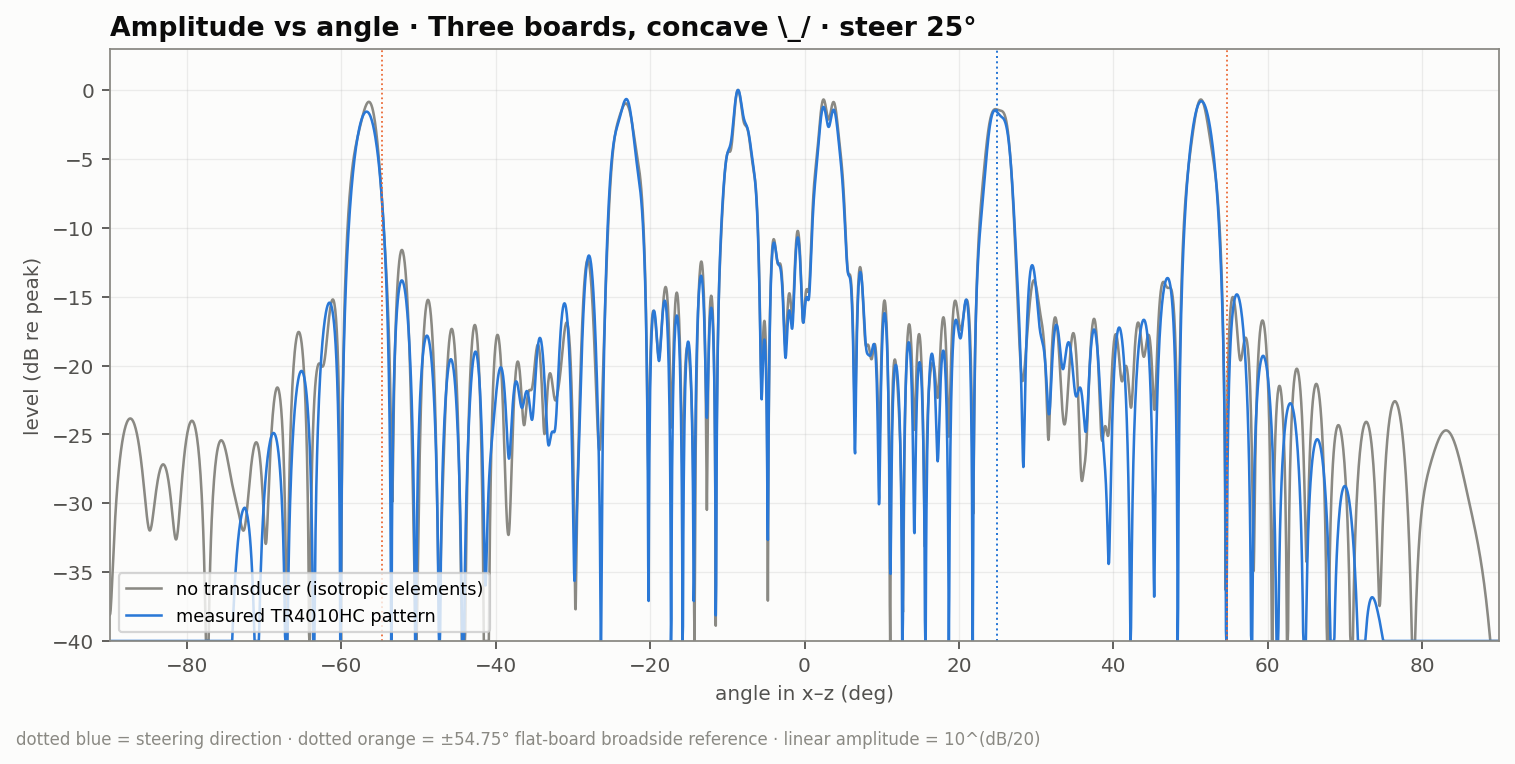 Amplitude vs angle · Three boards, concave \_/ · steer 25°
level (dB re peak)
0
−5
−10
−15
−20
−25
−30
−35
−40
no transducer (isotropic elements)
measured TR4010HC pattern
−80 −60 −40 −20 0 20 40 60 80
angle in x–z (deg)
dotted blue = steering direction · dotted orange = ±54.75° flat-board broadside reference · linear amplitude = 10^(dB/20)